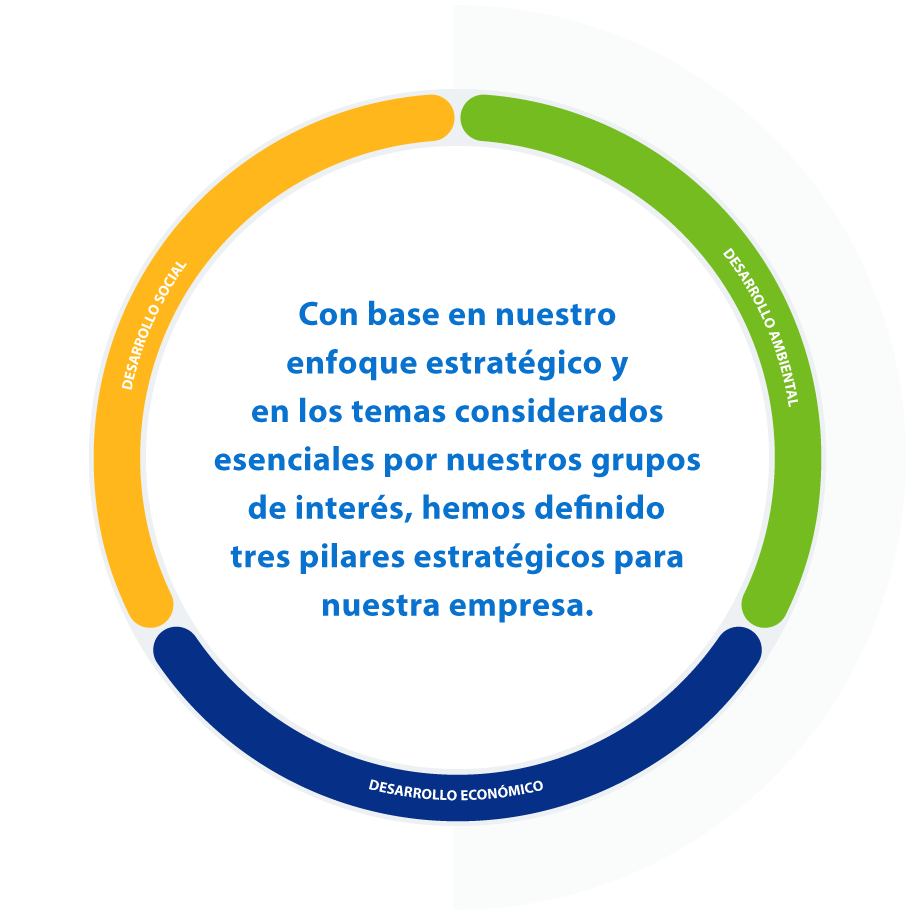 DESARROLLO SOCIAL
DESARROLLO AMBIENTAL
Con base en nuestro
enfoque estratégico y
en los temas considerados
esenciales por nuestros grupos
de interés, hemos definido
tres pilares estratégicos para
nuestra empresa.
DESARROLLO ECONÓMICO